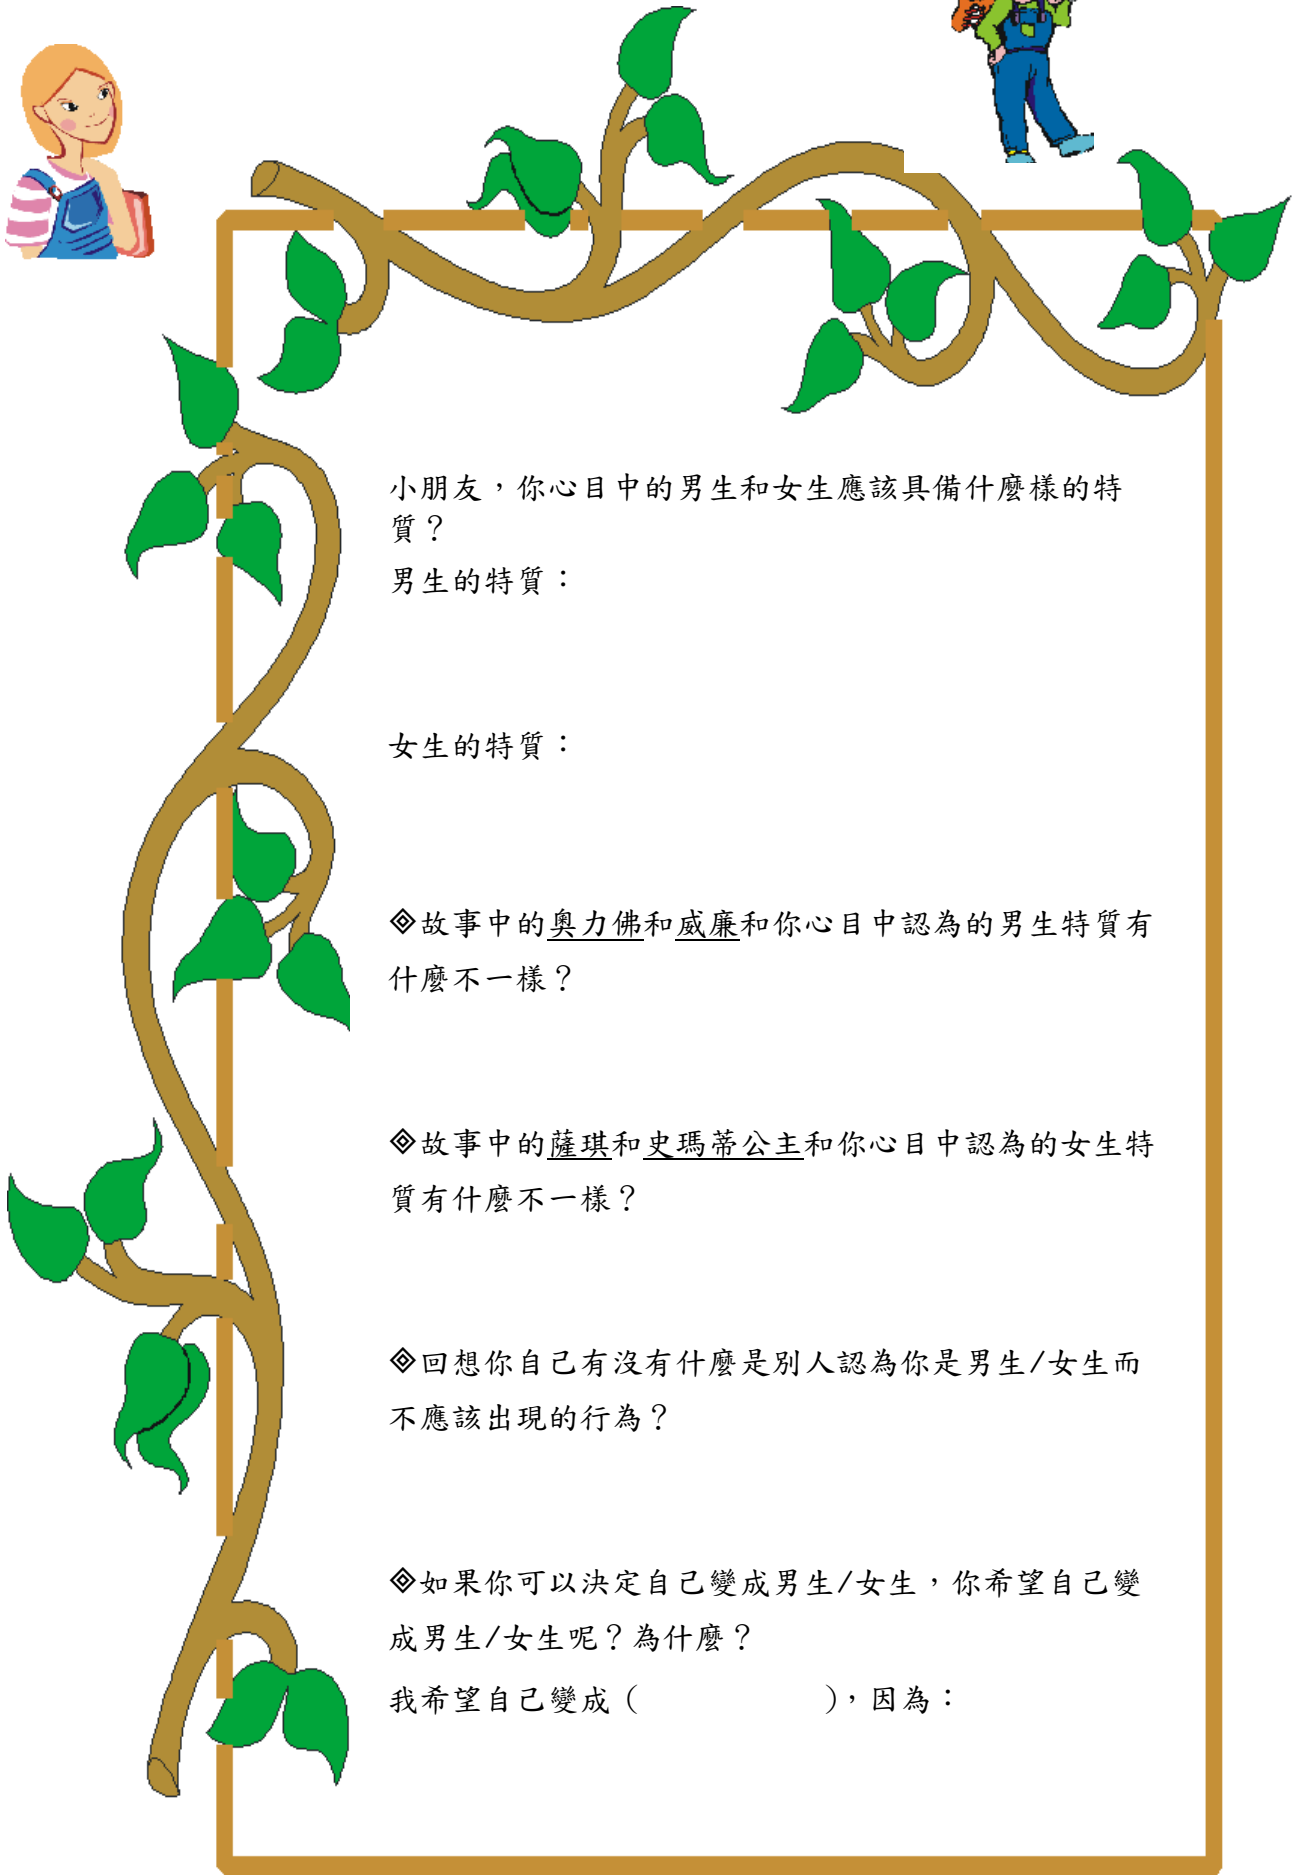 小朋友，你心目中的男生和女生應該具備什麼樣的特
質？
男生的特質：
女生的特質：
◈故事中的奧力佛和威廉和你心目中認為的男生特質有
什麼不一樣？
◈故事中的薩琪和史瑪蒂公主和你心目中認為的女生特
質有什麼不一樣？
◈回想你自己有沒有什麼是別人認為你是男生/女生而
不應該出現的行為？
◈如果你可以決定自己變成男生/女生，你希望自己變
成男生/女生呢？為什麼？
我希望自己變成（　　　　　　），因為：